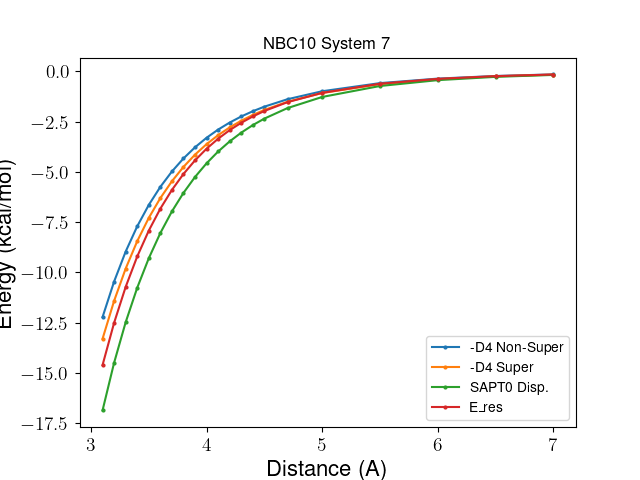 NBC10 System 7
Energy (kcal/mol)
0.0
−2.5
−5.0
−7.5
−10.0
−12.5
−15.0
−17.5
3
4
5
6
7
Distance (A)
-D4 Non-Super
-D4 Super
SAPT0 Disp.
E_res